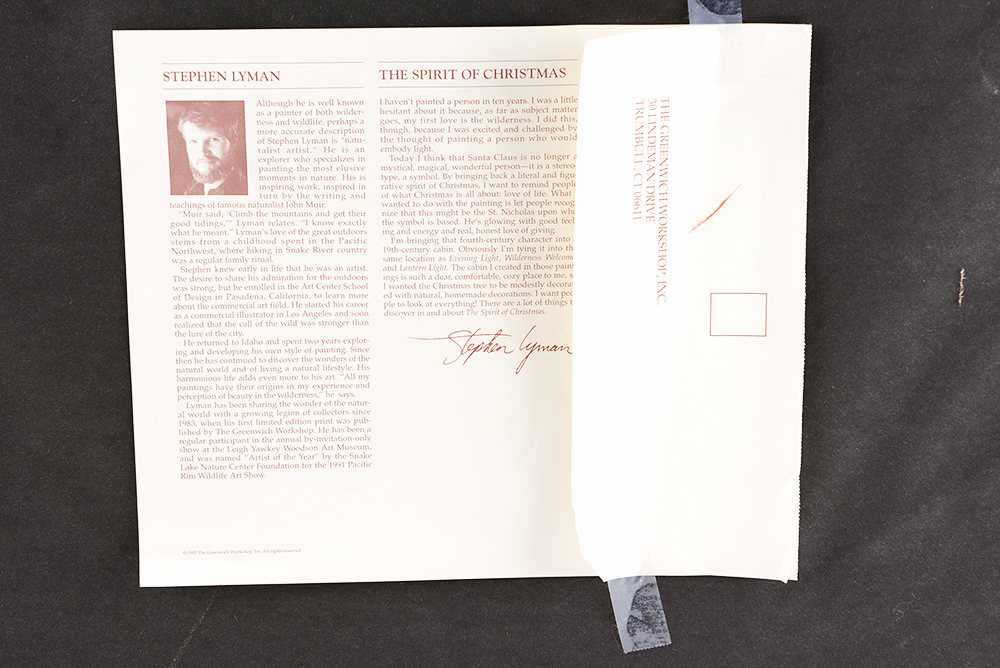 STEPHEN LYMAN
Although he is well known
as a painter of both wilder-
ness and wildlife, perhaps a
more accurate description
of Stephen Lyman is "natu-
ralist artist." He is an
explorer who specializes in
painting the most elusive
moments in nature. His is
inspiring work, inspired in
turn by the writing and
teachings of famous naturalist John Muir.
"Muir said, 'Climb the mountains and get their
good tidings,'" Lyman relates. "I know exactly
what he meant." Lyman's love of the great outdoors
stems from a childhood spent in the Pacific
Northwest, where hiking in Snake River country
was a regular family ritual.
Stephen knew early in life that he was an artist.
The desire to share his admiration for the outdoors
was strong, but he enrolled in the Art Center School
of Design in Pasadena, California, to learn more
about the commercial art field. He started his career
as a commercial illustrator in Los Angeles and soon
realized that the call of the wild was stronger than
the lure of the city.
He returned to Idaho and spent two years explor-
ing and developing his own style of painting. Since
then he has continued to discover the wonders of the
natural world and of living a natural lifestyle. His
harmonious life adds even more to his art. "All my
paintings have their origins in my experience and
perception of beauty in the wilderness," he says.
Lyman has been sharing the wonder of the natur-
al world with a growing legion of collectors since
1983, when his first limited edition print was pub-
lished by The Greenwich Workshop. He has been a
regular participant in the annual by-invitation-only
show at the Leigh Yawkey Woodson Art Museum,
and was named "Artist of the Year" by the Snake
Lake Nature Center Foundation for the 1991 Pacific
Rim Wildlife Art Show.
© 1993 The Greenwich Workshop, Inc. All rights reserved
THE SPIRIT OF CHRISTMAS
I haven't painted a person in ten years. I was a little
hesitant about it because, as far as subject matter
goes, my first love is the wilderness. I did this,
though, because I was excited and challenged by
the thought of painting a person who would
embody light.
Today I think that Santa Claus is no longer a
mystical, magical, wonderful person—it is a stereo-
type, a symbol. By bringing back a literal and figu-
rative spirit of Christmas, I want to remind people
of what Christmas is all about: love of life. What
wanted to do with the painting is let people recog-
nize that this might be the St. Nicholas upon who
the symbol is based. He's glowing with good feel-
ing and energy and real, honest love of giving.
I'm bringing that fourth-century character into
19th-century cabin. Obviously I'm tying it into th
same location as Evening Light, Wilderness Welcome
and Lantern Light. The cabin I created in those paint-
ings is such a dear, comfortable, cozy place to me, s
I wanted the Christmas tree to be modestly decorat-
ed with natural, homemade decorations. I want peo-
ple to look at everything! There are a lot of things t
discover in and about The Spirit of Christmas.
Stephen Lyman
THE GREENWICH WORKSHOP, INC.
30 LINDEMAN DRIVE
TRUMBULL, CT 06611